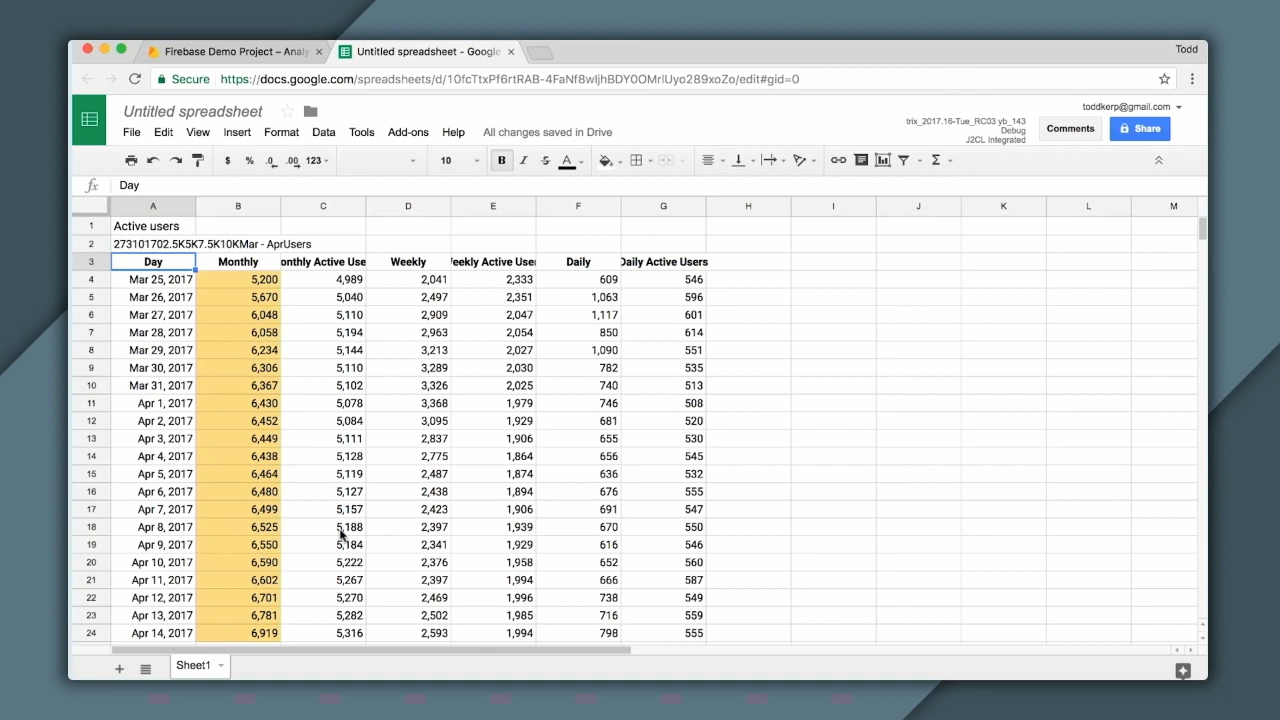 Firebase Demo Project – Analy × Untitled spreadsheet - Google × Todd
Secure https://docs.google.com/spreadsheets/d/10fcTtxPf6rtRAB-4FaNf8wIjhBDY0OMrlUyo289xoZo/edit#gid=0
Untitled spreadsheet toddkerp@gmail.com
File Edit View Insert Format Data Tools Add-ons Help All changes saved in Drive
trix_2017.16-Tue_RC03 yb_143
Debug
J2CL Integrated
Comments Share
$ % .0 .00 123 10 B I S A Σ
fx Day
A B C D E F G H I J K L M
1 Active users
2 273101702.5K5K7.5K10KMar - AprUsers
3 Day Monthly onthly Active Use Weekly eekly Active User Daily Daily Active Users
4 Mar 25, 2017 5,200 4,989 2,041 2,333 609 546
5 Mar 26, 2017 5,670 5,040 2,497 2,351 1,063 596
6 Mar 27, 2017 6,048 5,110 2,909 2,047 1,117 601
7 Mar 28, 2017 6,058 5,194 2,963 2,054 850 614
8 Mar 29, 2017 6,234 5,144 3,213 2,027 1,090 551
9 Mar 30, 2017 6,306 5,110 3,289 2,030 782 535
10 Mar 31, 2017 6,367 5,102 3,326 2,025 740 513
11 Apr 1, 2017 6,430 5,078 3,368 1,979 746 508
12 Apr 2, 2017 6,452 5,084 3,095 1,929 681 520
13 Apr 3, 2017 6,449 5,111 2,837 1,906 655 530
14 Apr 4, 2017 6,438 5,128 2,775 1,864 656 545
15 Apr 5, 2017 6,464 5,119 2,487 1,874 636 532
16 Apr 6, 2017 6,480 5,127 2,438 1,894 676 555
17 Apr 7, 2017 6,499 5,157 2,423 1,906 691 547
18 Apr 8, 2017 6,525 5,188 2,397 1,939 670 550
19 Apr 9, 2017 6,550 5,184 2,341 1,929 616 546
20 Apr 10, 2017 6,590 5,222 2,376 1,958 652 560
21 Apr 11, 2017 6,602 5,267 2,397 1,994 666 587
22 Apr 12, 2017 6,701 5,270 2,469 1,996 738 549
23 Apr 13, 2017 6,781 5,282 2,502 1,985 716 559
24 Apr 14, 2017 6,919 5,316 2,593 1,994 798 555
Sheet1